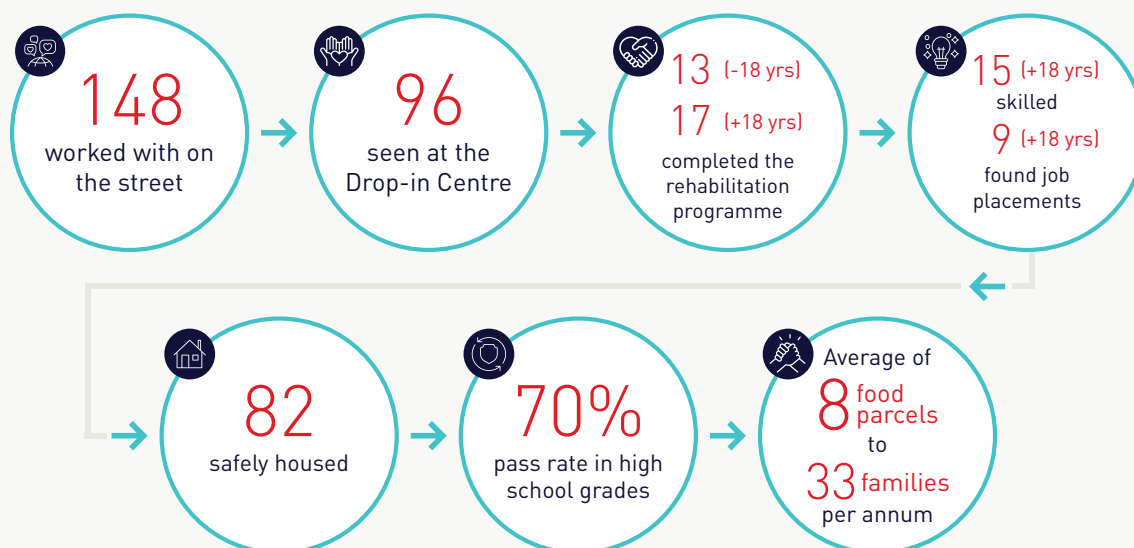 148
worked with on
the street
96
seen at the
Drop-in Centre
13 (-18 yrs)
17 (+18 yrs)
completed the
rehabilitation
programme
15 (+18 yrs)
skilled
9 (+18 yrs)
found job
placements
82
safely housed
70%
pass rate in high
school grades
Average of
8 food
parcels
to
33 families
per annum